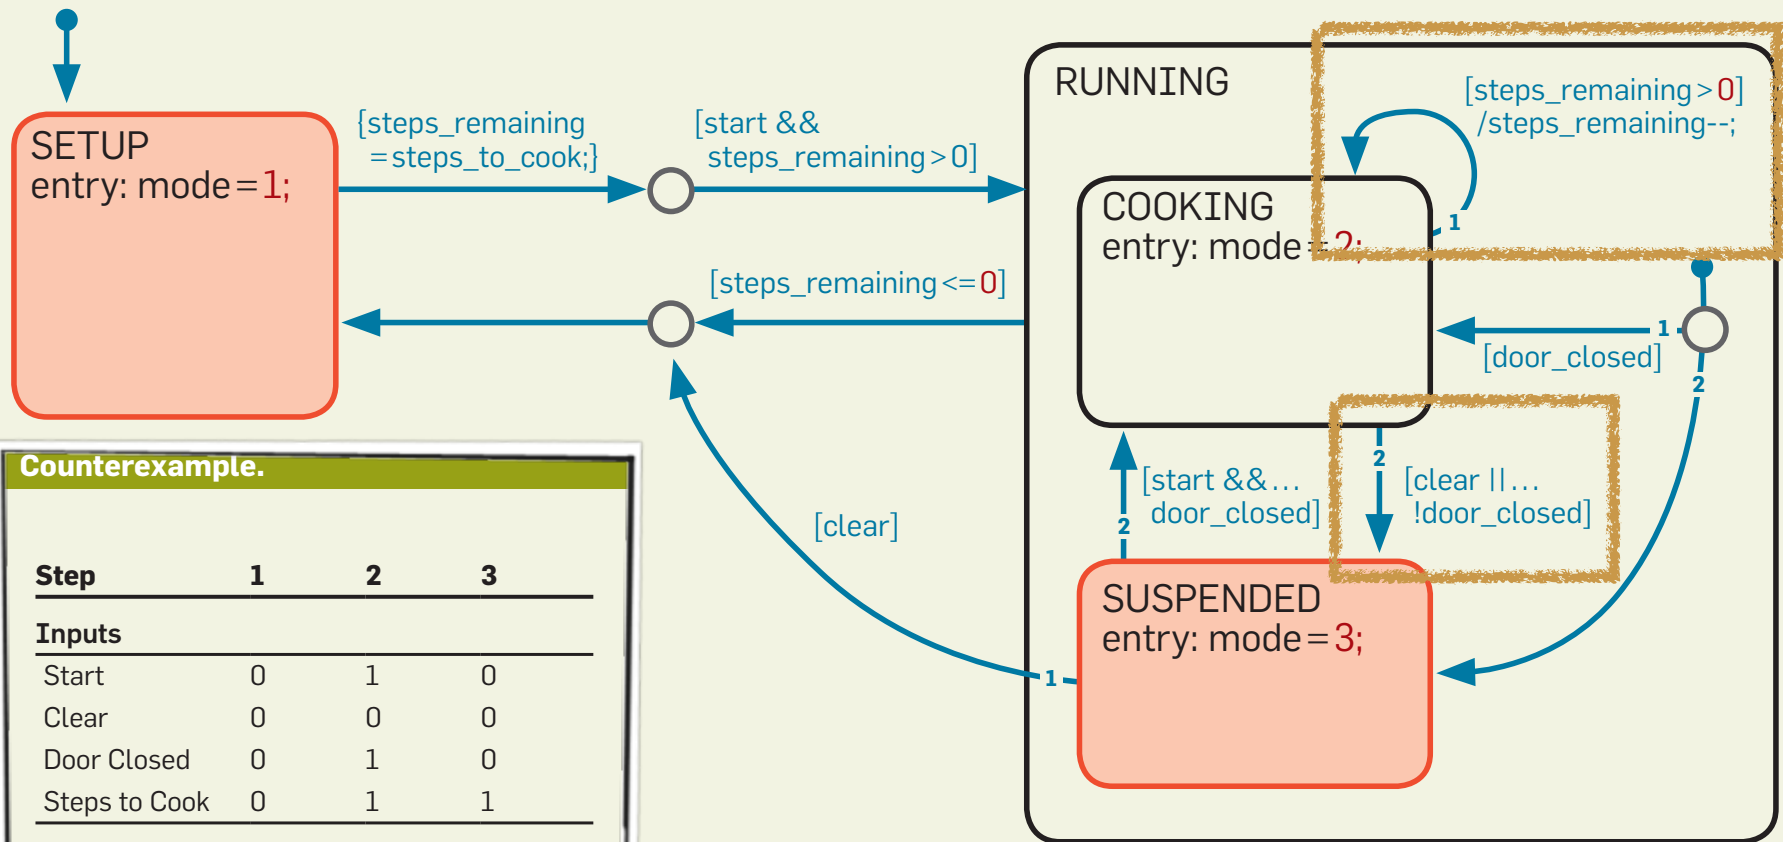 SETUP
entry: mode=1;
{steps_remaining
=steps_to_cook;}
[start &&
steps_remaining>0]
[steps_remaining<=0]
[clear]
RUNNING
[steps_remaining>0]
/steps_remaining--;
1
COOKING
entry: mode=2;
1
[door_closed]
2
2
[start &&...
door_closed]
2
[clear ||...
!door_closed]
SUSPENDED
entry: mode=3;
1
Counterexample.
Step 1 2 3
Inputs
Start 0 1 0
Clear 0 0 0
Door Closed 0 1 0
Steps to Cook 0 1 1